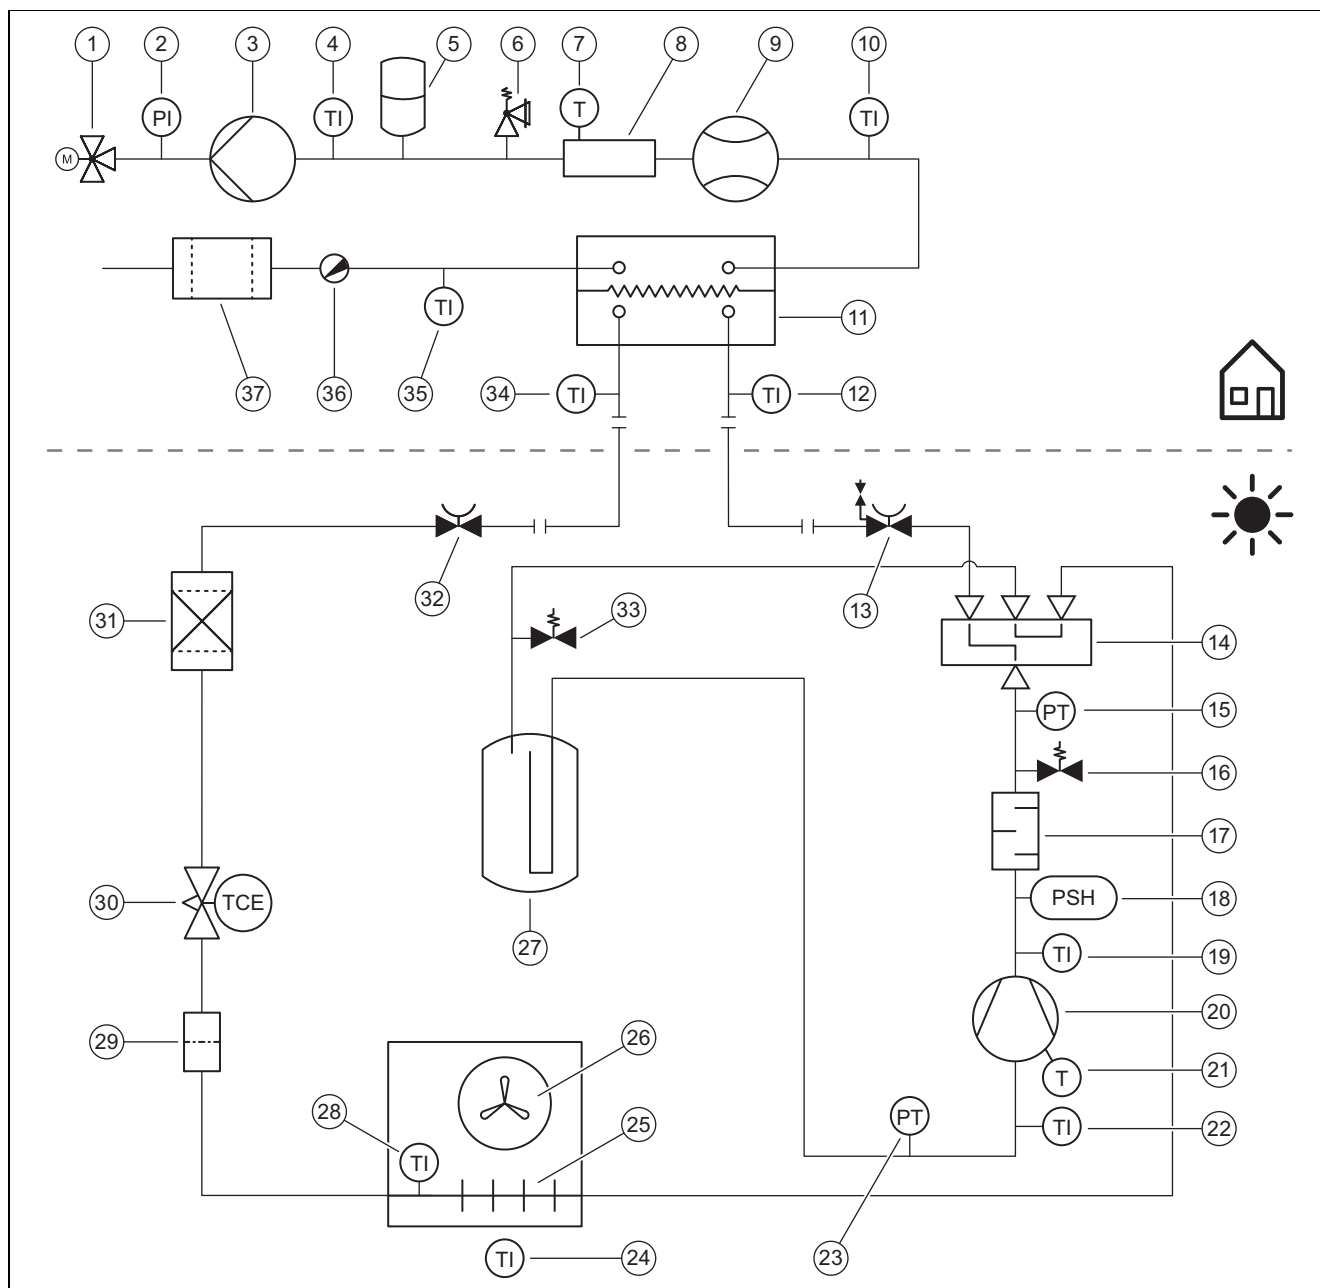 1 2 3 4 5 6 7 8 9 10
PI TI T TI
M
TI 11
37 36 35 34 TI TI 12
32 13
31 33 14
PT 15
16
17
30 TCE PSH 18
27 TI 19
20
29 26
T 21
28 25 PT TI 22
TI
TI 24 23